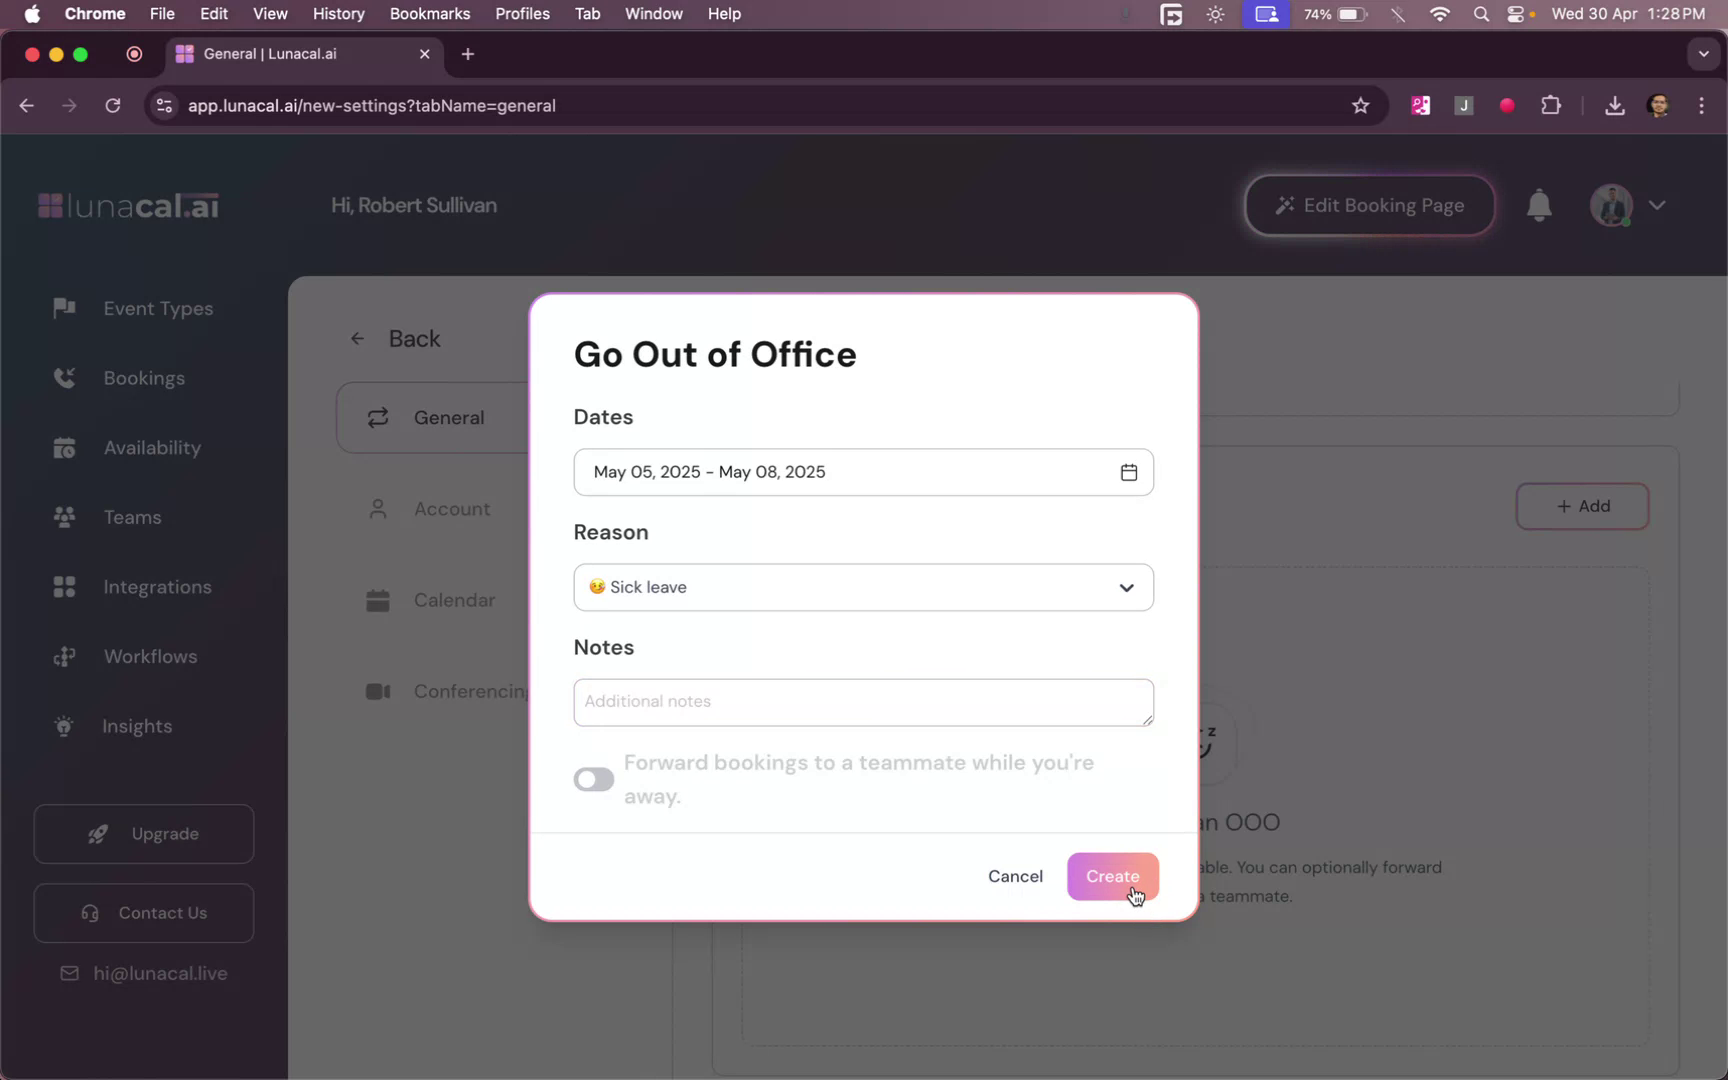 Chrome File Edit View History Bookmarks Profiles Tab Window Help 74% Wed 30 Apr 1:28 PM
General | Lunacal.ai
app.lunacal.ai/new-settings?tabName=general
J
lunacal.ai
Hi, Robert Sullivan
Edit Booking Page
Event Types
Bookings
Availability
Teams
Integrations
Workflows
Insights
Upgrade
Contact Us
hi@lunacal.live
Back
General
Account
Calendar
Conferencing
+ Add
Go Out of Office
Dates
May 05, 2025 - May 08, 2025
Reason
Sick leave
Notes
Additional notes
Forward bookings to a teammate while you're
away.
Cancel
Create
z
an OOO
able. You can optionally forward
a teammate.